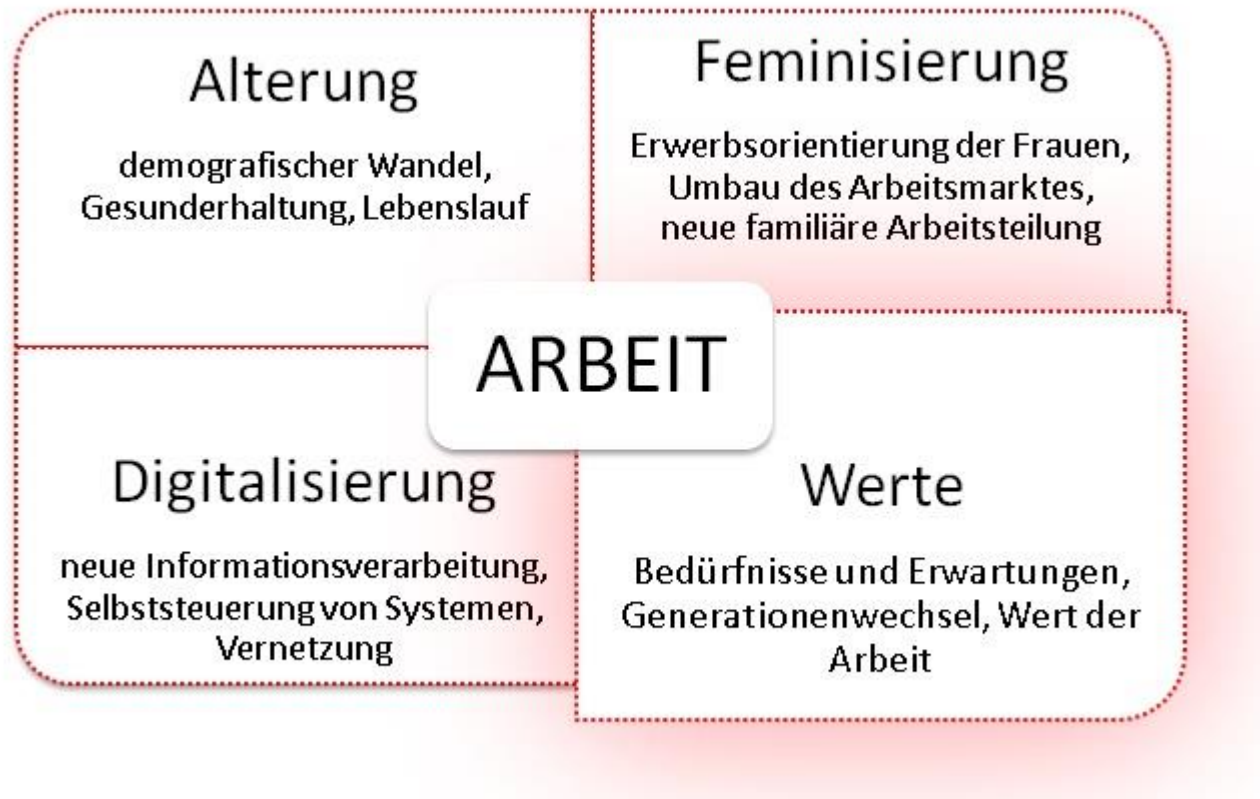 Alterung
demografischer Wandel,
Gesunderhaltung, Lebenslauf
Feminisierung
Erwerbsorientierung der Frauen,
Umbau des Arbeitsmarktes,
neue familiäre Arbeitsteilung
ARBEIT
Digitalisierung
neue Informationsverarbeitung,
Selbststeuerung von Systemen,
Vernetzung
Werte
Bedürfnisse und Erwartungen,
Generationenwechsel, Wert der
Arbeit